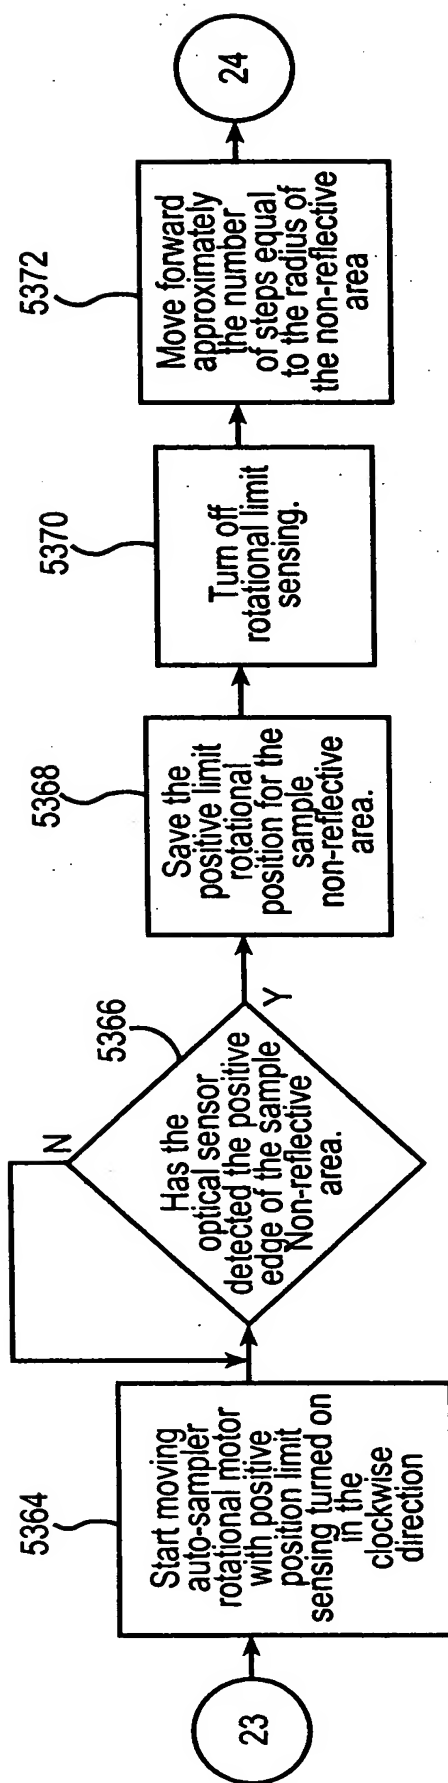 23
5364
Start moving
auto-sampler
rotational motor
with positive
position limit
sensing turned on
in the
clockwise
direction
5366
N
Has the
optical sensor
detected the positive
edge of the sample
Non-reflective
area.
Y
5368
Save the
positive limit
rotational
position for the
sample
non-reflective
area.
5370
Turn off
rotational limit
sensing.
5372
Move forward
approximately
the number
of steps equal
to the radius of
the non-reflective
area
24